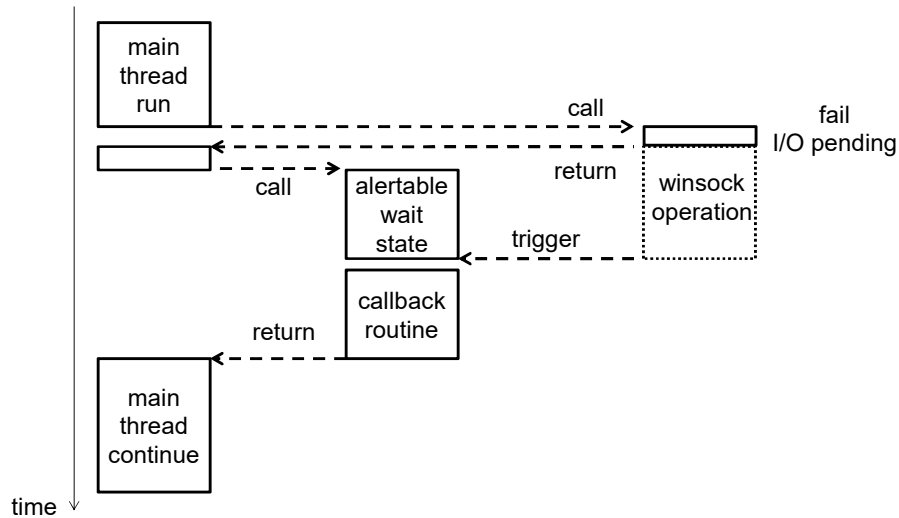 main
thread
run
call
fail
I/O pending
return
call
alertable
wait
state
winsock
operation
trigger
callback
routine
return
main
thread
continue
time